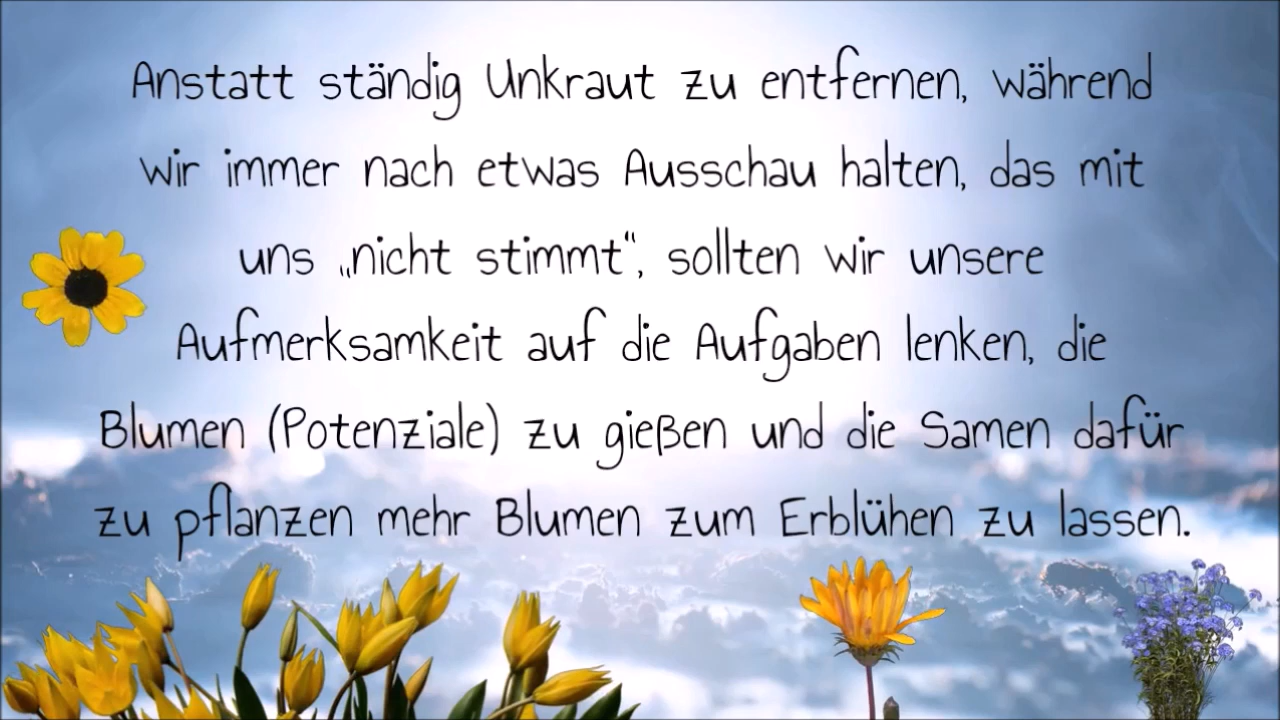 Anstatt ständig Unkraut zu entfernen, während
wir immer nach etwas Ausschau halten, das mit
uns „nicht stimmt“, sollten wir unsere
Aufmerksamkeit auf die Aufgaben lenken, die
Blumen (Potenziale) zu gießen und die Samen dafür
zu pflanzen mehr Blumen zum Erblühen zu lassen.